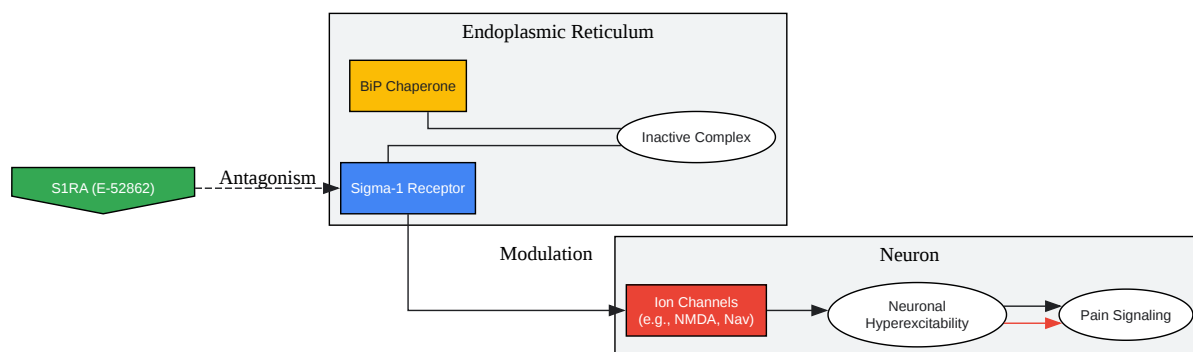 Endoplasmic Reticulum
BiP Chaperone
Inactive Complex
S1RA (E-52862)
Antagonism
Sigma-1 Receptor
Modulation
Neuron
Ion Channels
(e.g., NMDA, Nav)
Neuronal
Hyperexcitability
Pain Signaling